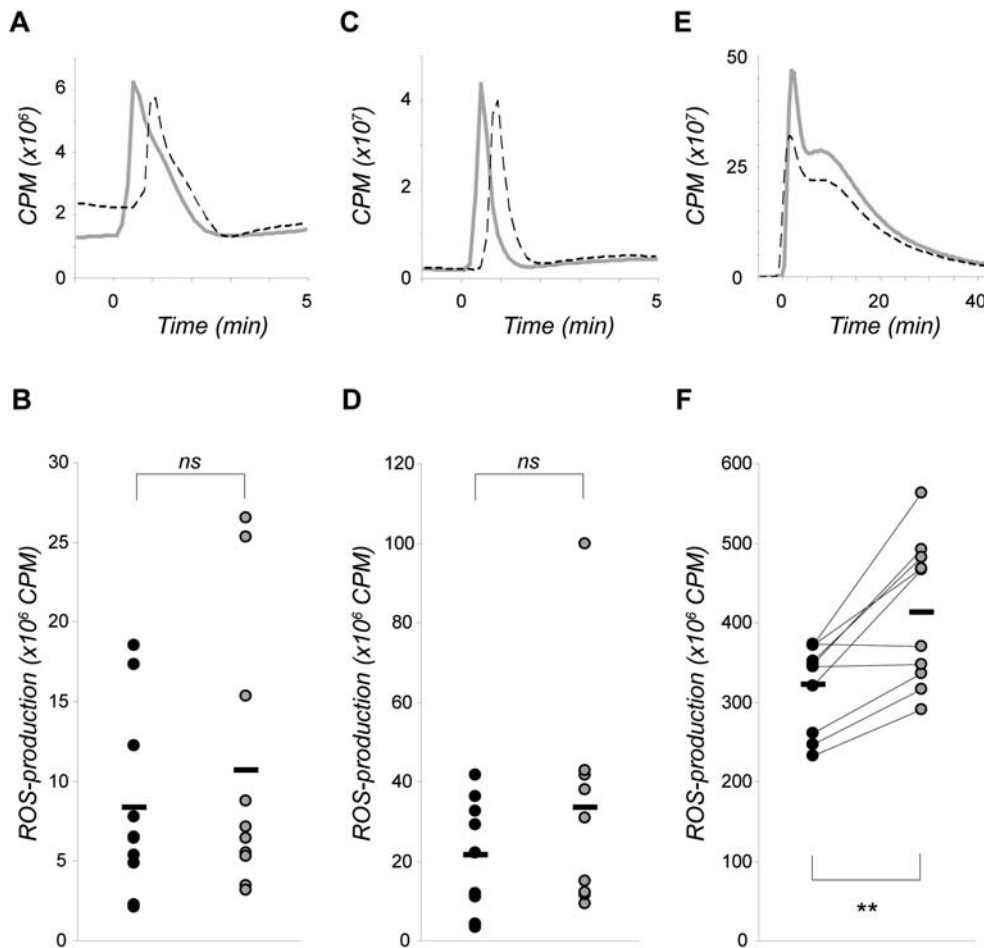 A
C
E
CPM (x10⁶)
6
4
2
0
0
5
Time (min)
CPM (x10⁷)
4
2
0
0
5
Time (min)
CPM (x10⁷)
50
25
0
0
20
40
Time (min)
B
D
F
ROS-production (x10⁶ CPM)
30
25
20
15
10
5
0
ns
ROS-production (x10⁶ CPM)
120
100
80
60
40
20
0
ns
ROS-production (x10⁶ CPM)
600
500
400
300
200
100
0
**